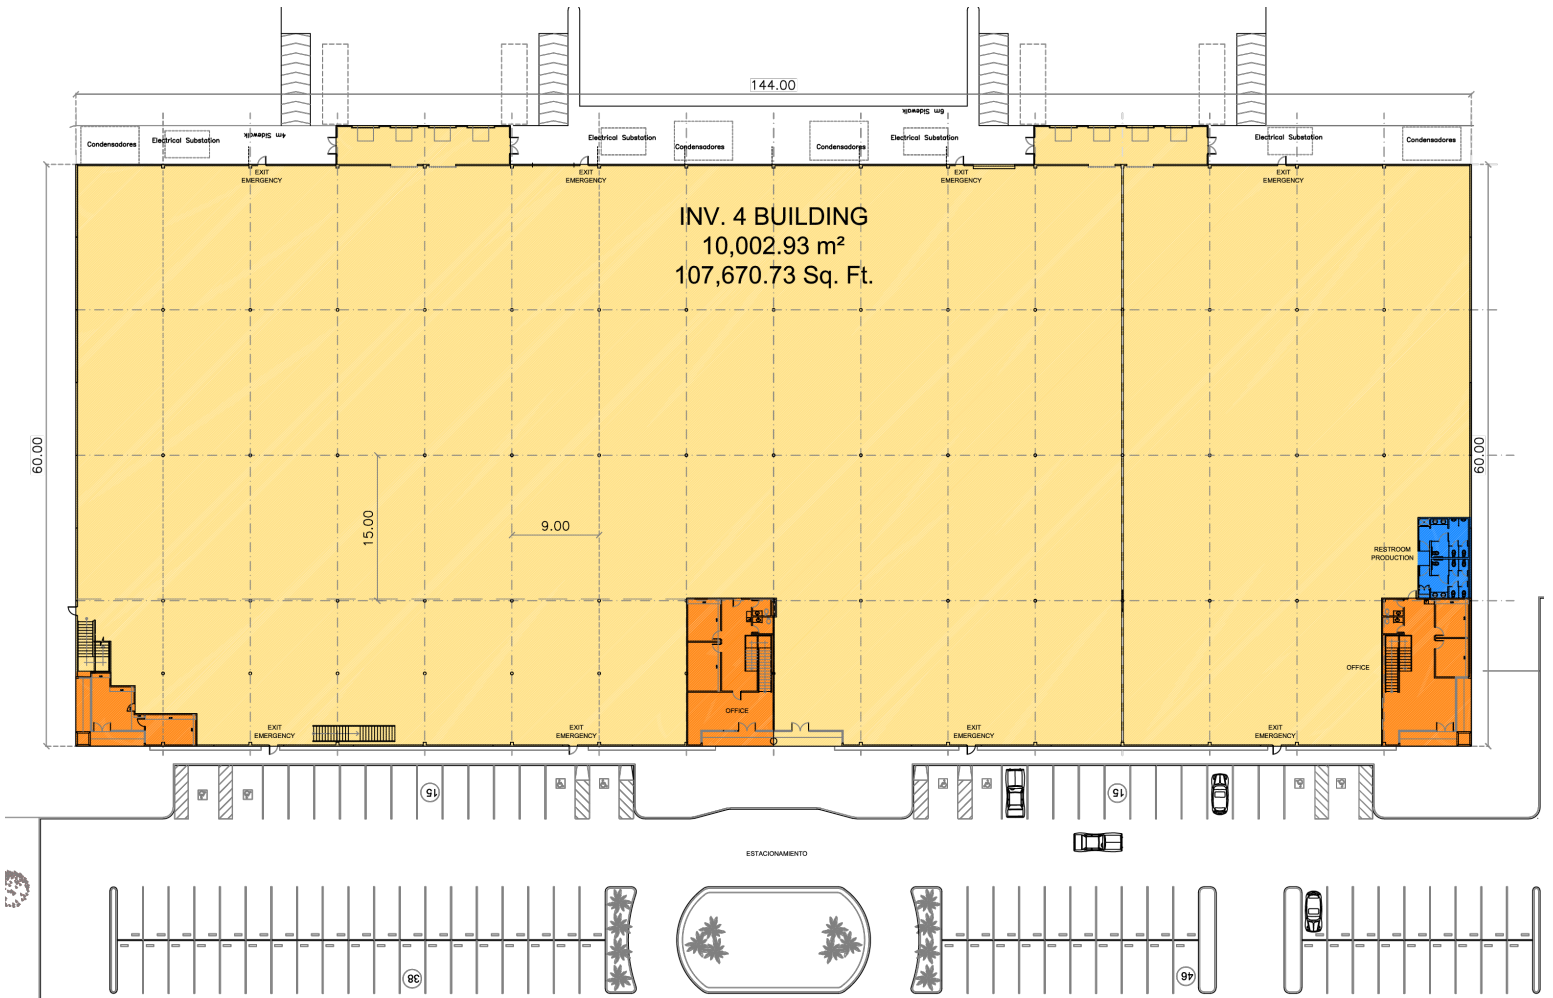 144.00
Condensadores
Electrical Substation
4m Sidewalk
Electrical Substation
Condensadores
Condensadores
Electrical Substation
6m Sidewalk
Electrical Substation
Condensadores
EXIT
EMERGENCY
EXIT
EMERGENCY
EXIT
EMERGENCY
EXIT
EMERGENCY
INV. 4 BUILDING
10,002.93 m²
107,670.73 Sq. Ft.
60.00
60.00
15.00
9.00
RESTROOM
PRODUCTION
OFFICE
OFFICE
EXIT
EMERGENCY
EXIT
EMERGENCY
EXIT
EMERGENCY
EXIT
EMERGENCY
15
15
ESTACIONAMIENTO
38
46